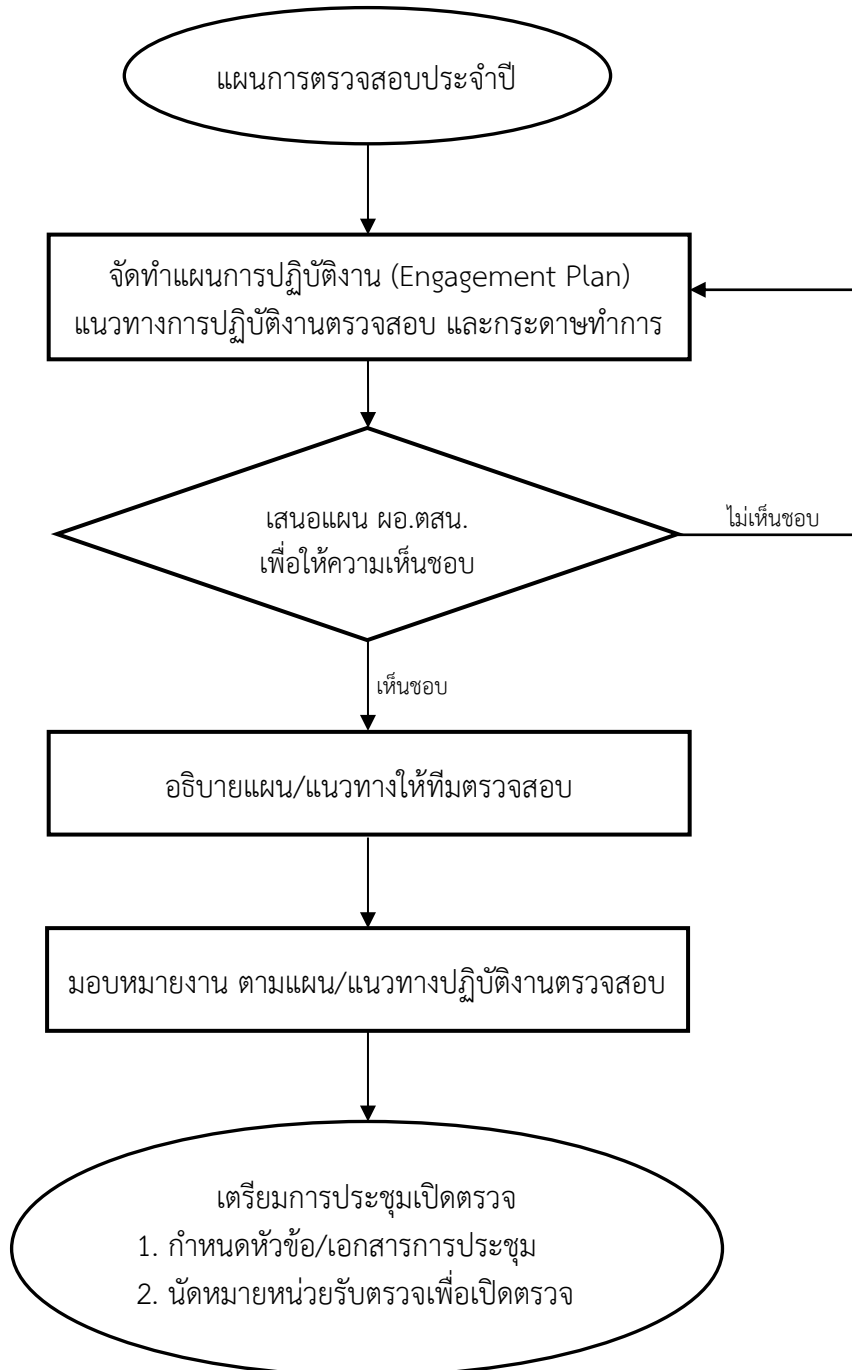 แผนการตรวจสอบประจำปี
จัดทำแผนการปฏิบัติงาน (Engagement Plan)
แนวทางการปฏิบัติงานตรวจสอบ และกระดาษทำการ
เสนอแผน ผอ.ตสน.
เพื่อให้ความเห็นชอบ
ไม่เห็นชอบ
เห็นชอบ
อธิบายแผน/แนวทางให้ทีมตรวจสอบ
มอบหมายงาน ตามแผน/แนวทางปฏิบัติงานตรวจสอบ
เตรียมการประชุมเปิดตรวจ
1. กำหนดหัวข้อ/เอกสารการประชุม
2. นัดหมายหน่วยรับตรวจเพื่อเปิดตรวจ